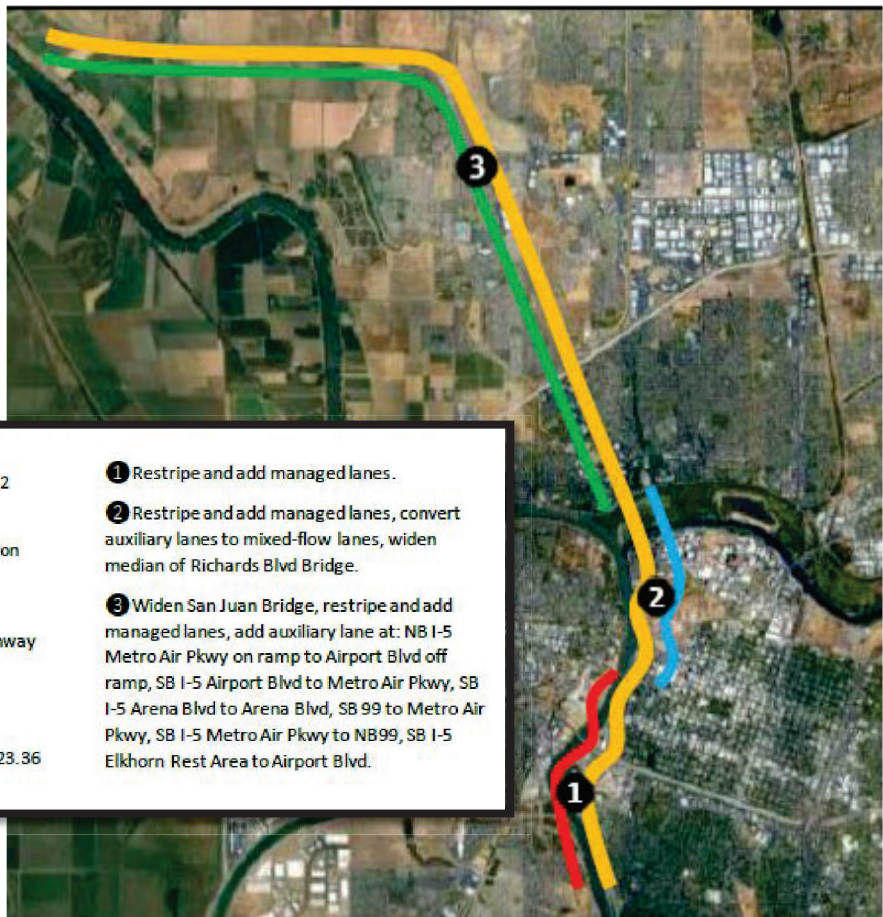 3
2
1
2
on
nway
23.36
1 Restripe and add managed lanes.
2 Restripe and add managed lanes, convert
auxiliary lanes to mixed-flow lanes, widen
median of Richards Blvd Bridge.
3 Widen San Juan Bridge, restripe and add
managed lanes, add auxiliary lane at: NB I-5
Metro Air Pkwy on ramp to Airport Blvd off
ramp, SB I-5 Airport Blvd to Metro Air Pkwy, SB
I-5 Arena Blvd to Arena Blvd, SB 99 to Metro Air
Pkwy, SB I-5 Metro Air Pkwy to NB99, SB I-5
Elkhorn Rest Area to Airport Blvd.